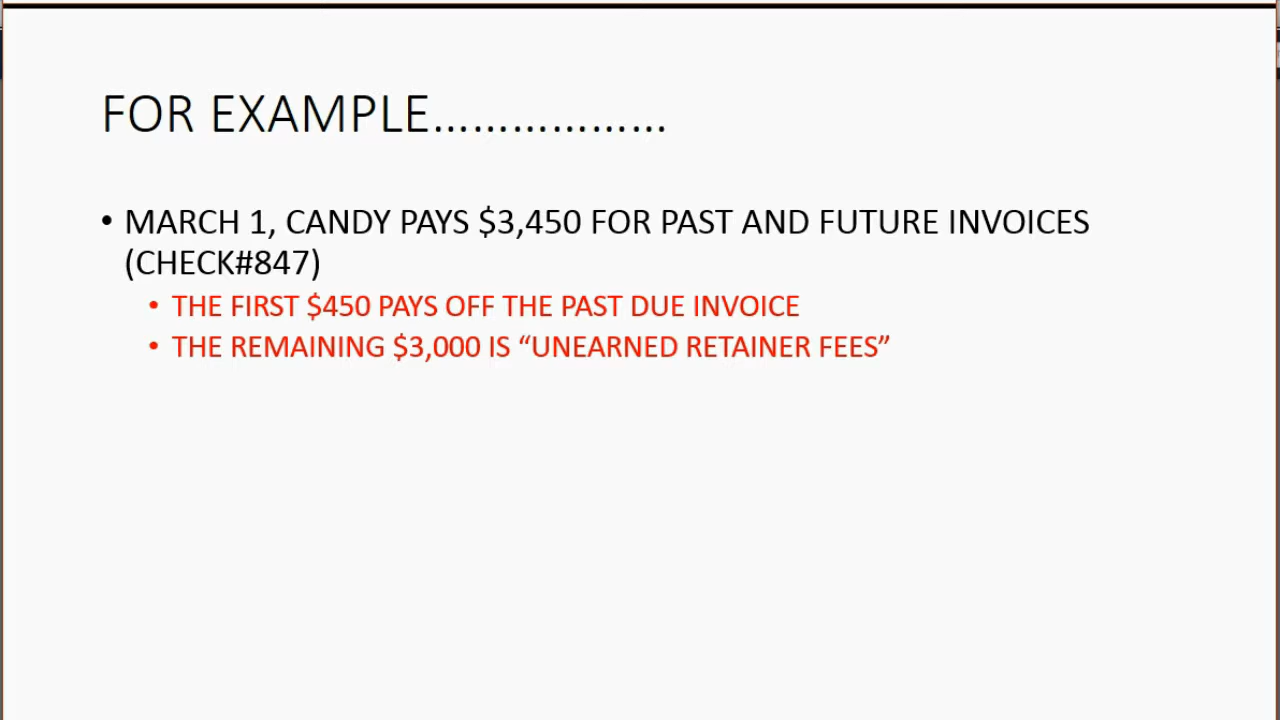 FOR EXAMPLE………………
• MARCH 1, CANDY PAYS $3,450 FOR PAST AND FUTURE INVOICES
(CHECK#847)
• THE FIRST $450 PAYS OFF THE PAST DUE INVOICE
• THE REMAINING $3,000 IS “UNEARNED RETAINER FEES”